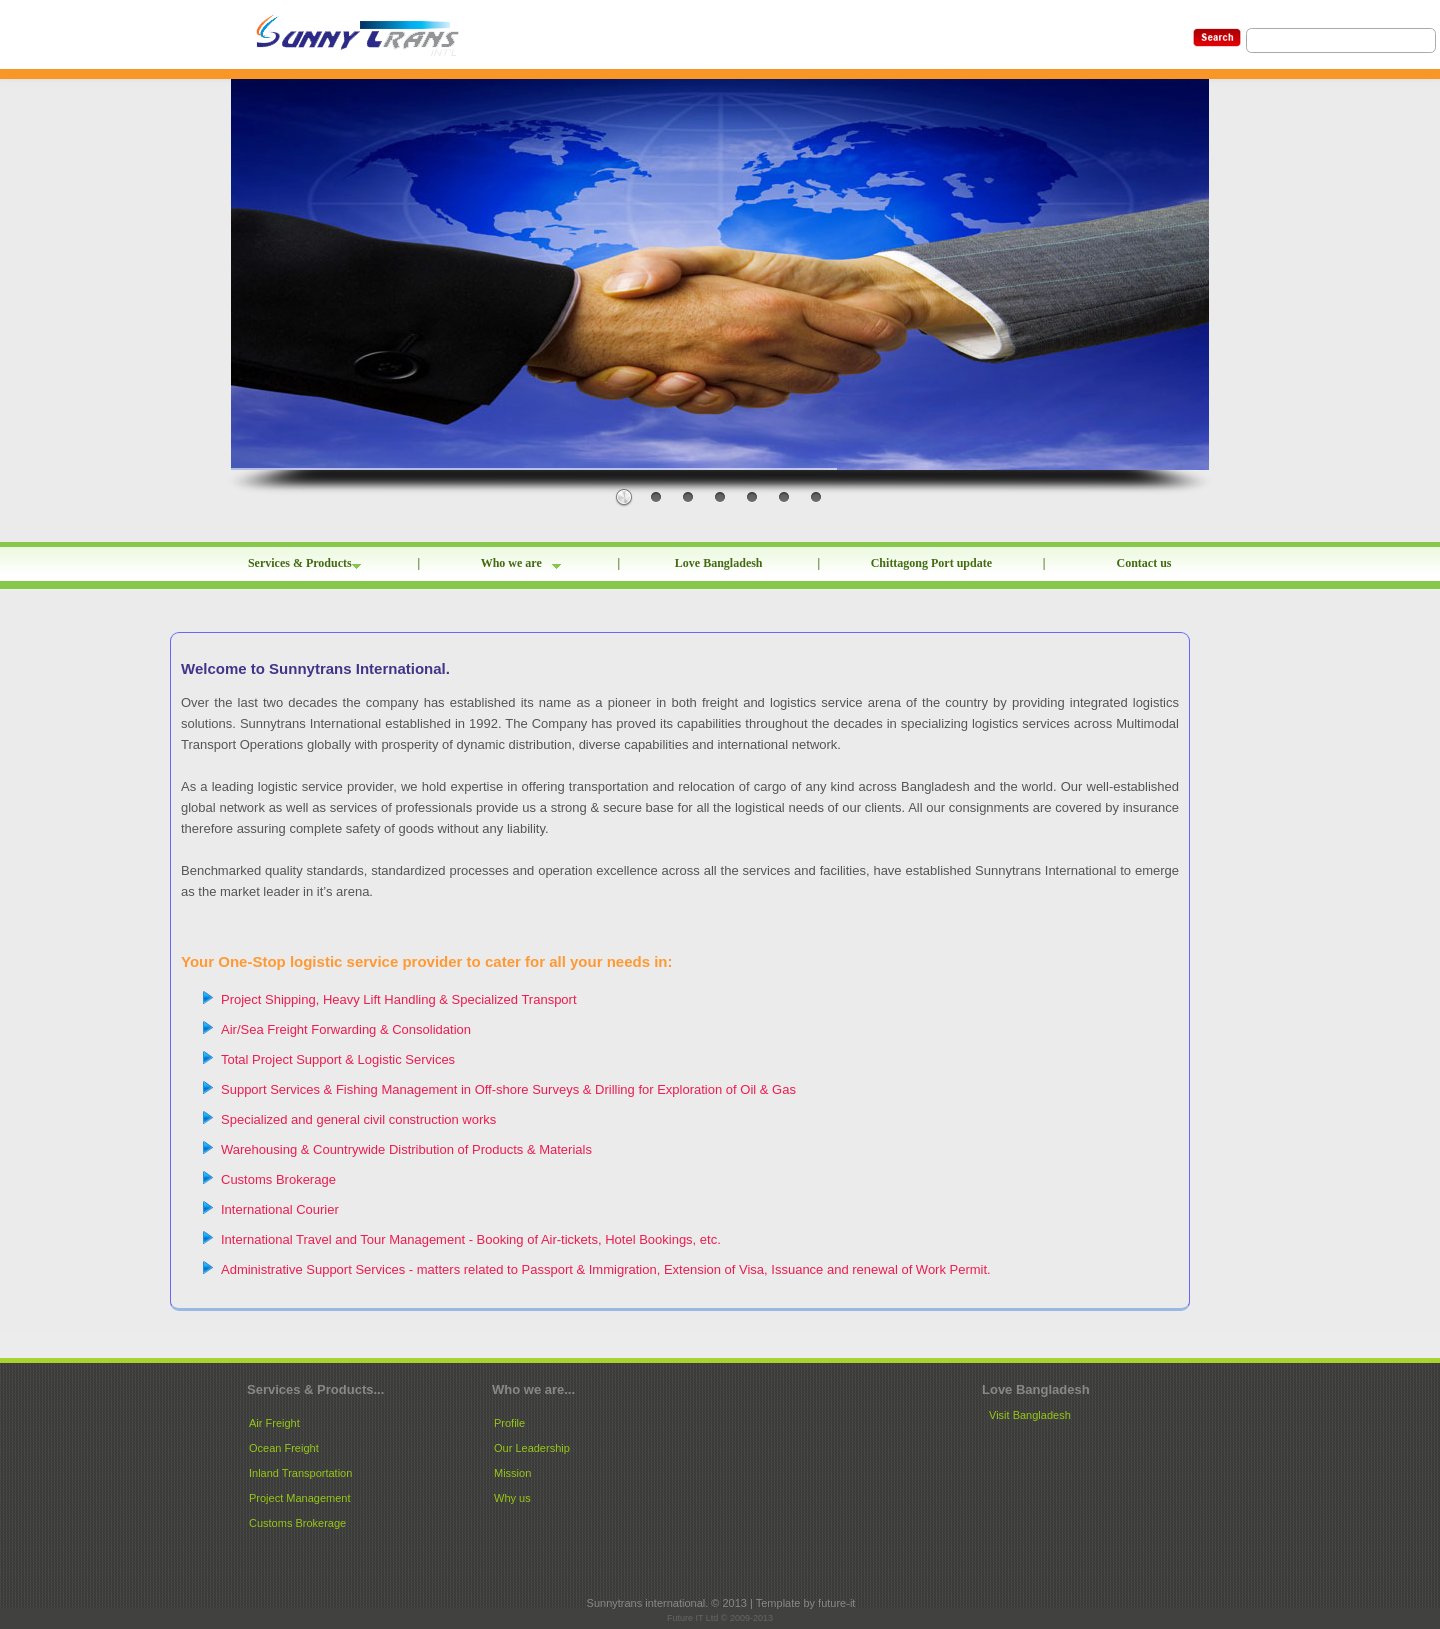 Sunny Trans
INT'L
Search
Services & Products | Who we are | Love Bangladesh | Chittagong Port update | Contact us
Welcome to Sunnytrans International.
Over the last two decades the company has established its name as a pioneer in both freight and logistics service arena of the country by providing integrated logistics
solutions. Sunnytrans International established in 1992. The Company has proved its capabilities throughout the decades in specializing logistics services across Multimodal
Transport Operations globally with prosperity of dynamic distribution, diverse capabilities and international network.
As a leading logistic service provider, we hold expertise in offering transportation and relocation of cargo of any kind across Bangladesh and the world. Our well-established
global network as well as services of professionals provide us a strong & secure base for all the logistical needs of our clients. All our consignments are covered by insurance
therefore assuring complete safety of goods without any liability.
Benchmarked quality standards, standardized processes and operation excellence across all the services and facilities, have established Sunnytrans International to emerge
as the market leader in it's arena.
Your One-Stop logistic service provider to cater for all your needs in:
Project Shipping, Heavy Lift Handling & Specialized Transport
Air/Sea Freight Forwarding & Consolidation
Total Project Support & Logistic Services
Support Services & Fishing Management in Off-shore Surveys & Drilling for Exploration of Oil & Gas
Specialized and general civil construction works
Warehousing & Countrywide Distribution of Products & Materials
Customs Brokerage
International Courier
International Travel and Tour Management - Booking of Air-tickets, Hotel Bookings, etc.
Administrative Support Services - matters related to Passport & Immigration, Extension of Visa, Issuance and renewal of Work Permit.
Services & Products...
Air Freight
Ocean Freight
Inland Transportation
Project Management
Customs Brokerage
Who we are...
Profile
Our Leadership
Mission
Why us
Love Bangladesh
Visit Bangladesh
Sunnytrans international. © 2013 | Template by future-it
Future IT Ltd © 2009-2013